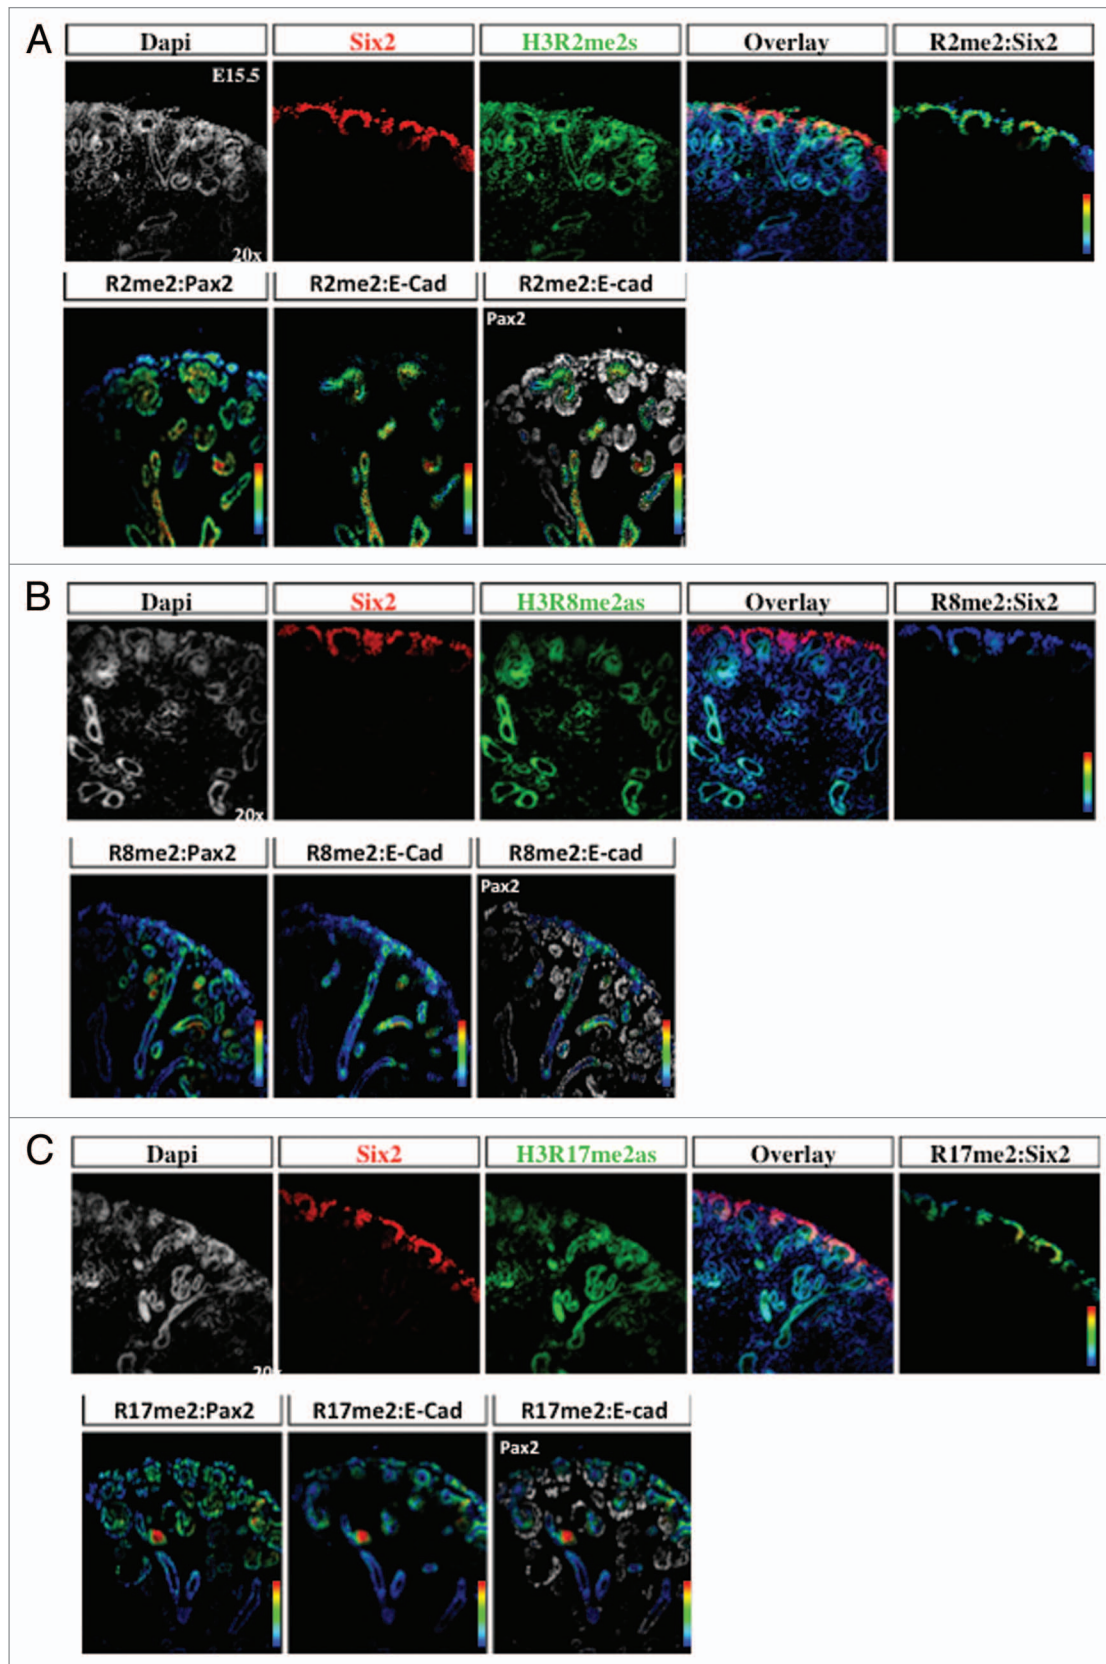 A
Dapi Six2 H3R2me2s Overlay R2me2:Six2
E15.5
20x
R2me2:Pax2 R2me2:E-Cad R2me2:E-cad
Pax2
B
Dapi Six2 H3R8me2as Overlay R8me2:Six2
20x
R8me2:Pax2 R8me2:E-Cad R8me2:E-cad
Pax2
C
Dapi Six2 H3R17me2as Overlay R17me2:Six2
20x
R17me2:Pax2 R17me2:E-Cad R17me2:E-cad
Pax2